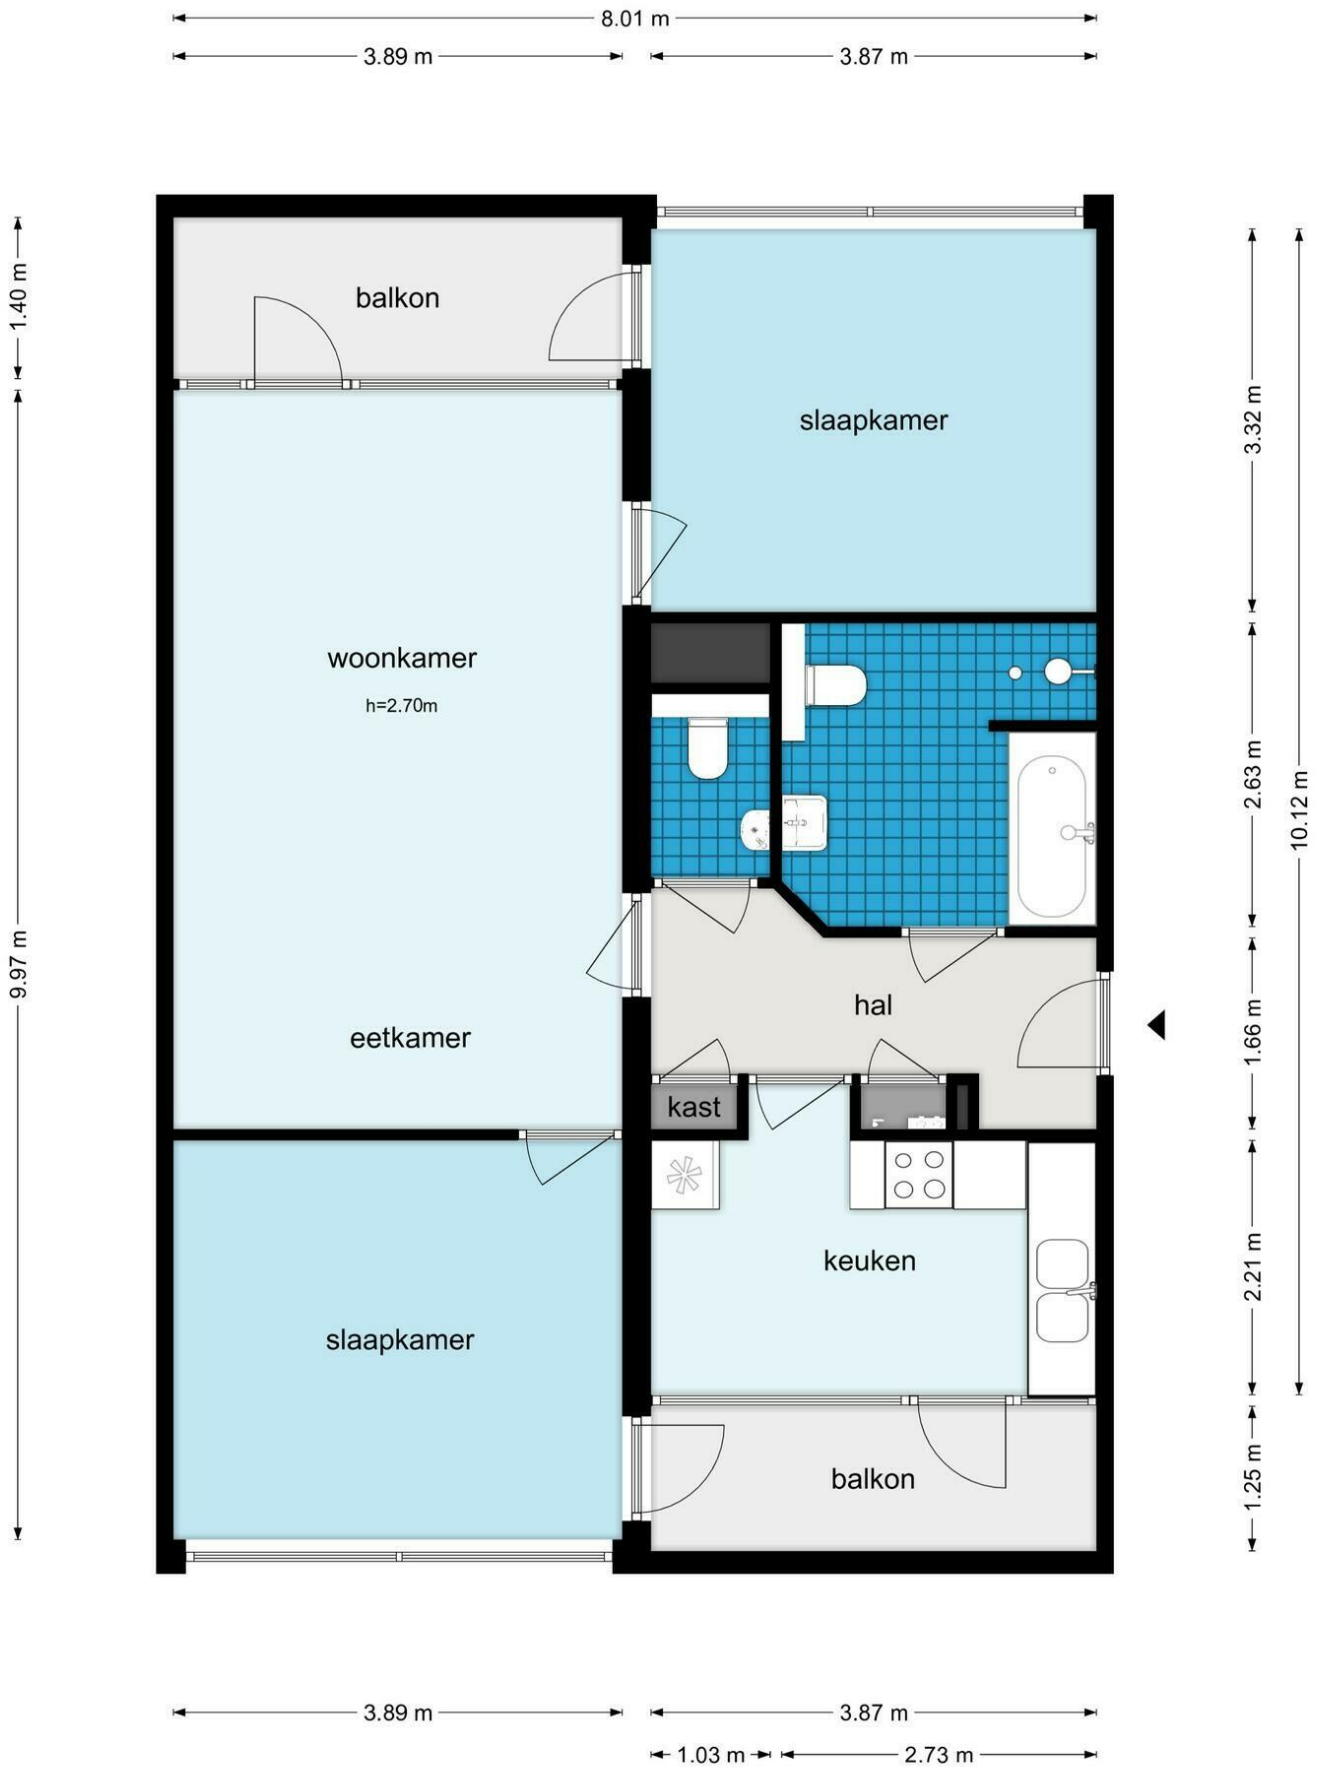 8.01 m
3.89 m
3.87 m
1.40 m
balkon
slaapkamer
3.32 m
woonkamer
h=2.70m
2.63 m
10.12 m
9.97 m
hal
1.66 m
eetkamer
kast
keuken
2.21 m
slaapkamer
balkon
1.25 m
3.89 m
3.87 m
1.03 m
2.73 m